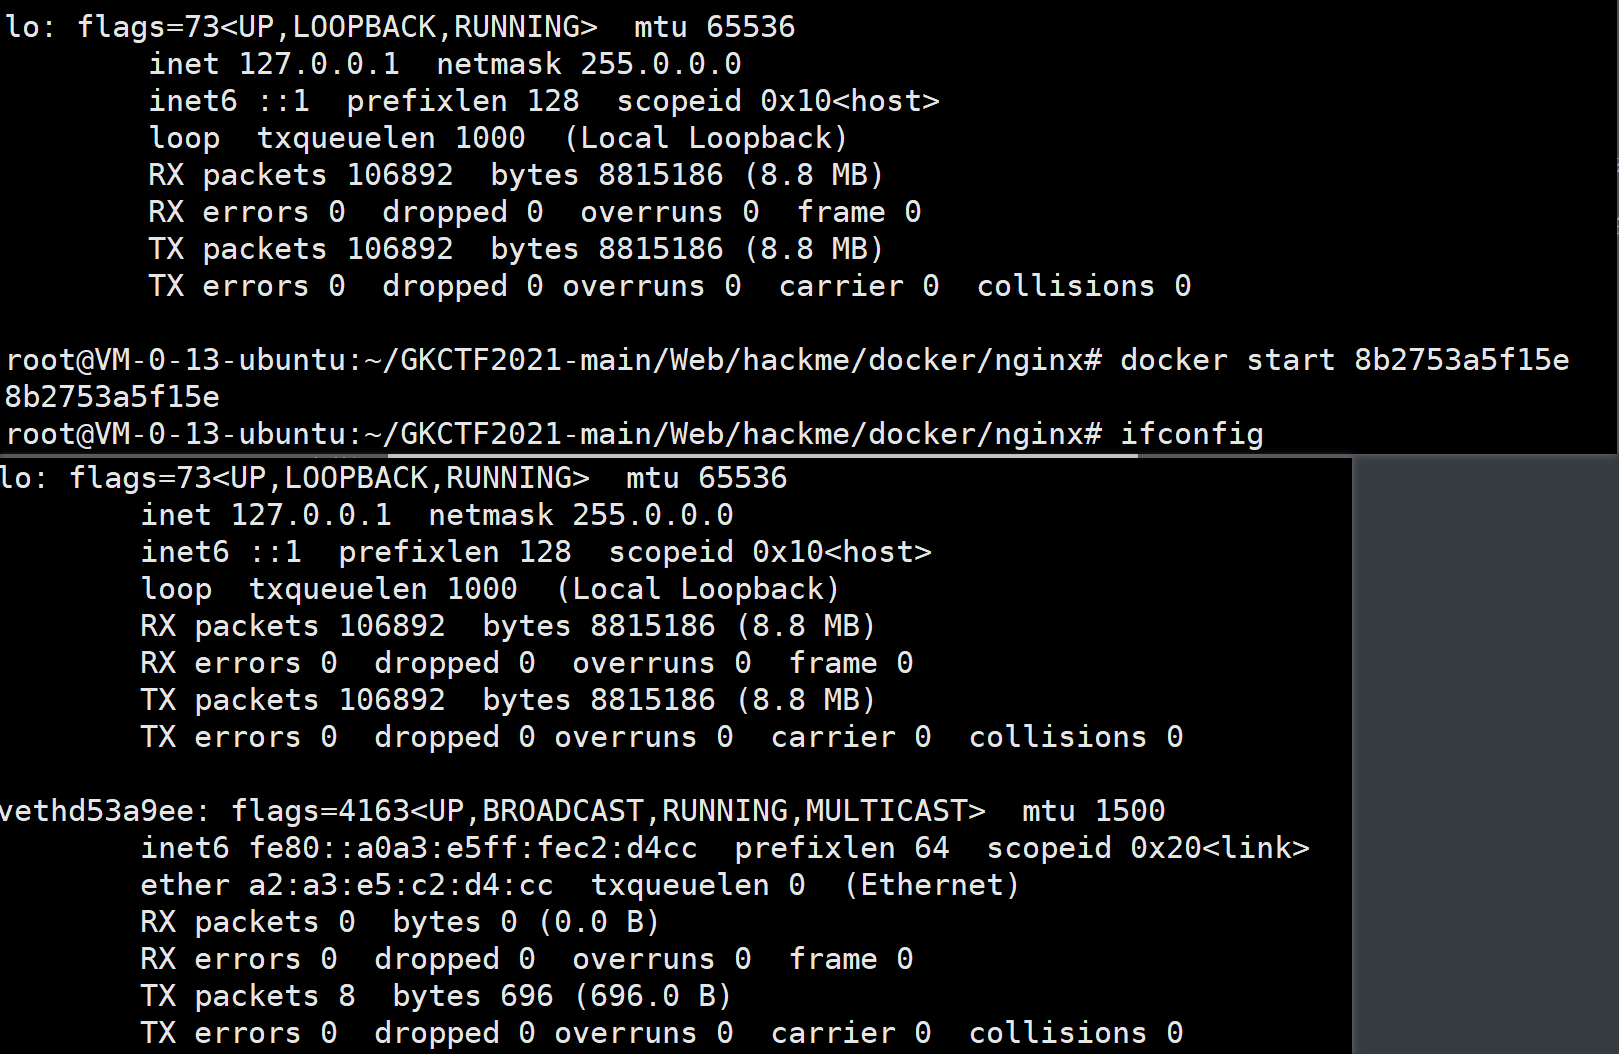 lo: flags=73<UP,LOOPBACK,RUNNING>  mtu 65536
        inet 127.0.0.1  netmask 255.0.0.0
        inet6 ::1  prefixlen 128  scopeid 0x10<host>
        loop  txqueuelen 1000  (Local Loopback)
        RX packets 106892  bytes 8815186 (8.8 MB)
        RX errors 0  dropped 0  overruns 0  frame 0
        TX packets 106892  bytes 8815186 (8.8 MB)
        TX errors 0  dropped 0 overruns 0  carrier 0  collisions 0

root@VM-0-13-ubuntu:~/GKCTF2021-main/Web/hackme/docker/nginx# docker start 8b2753a5f15e
8b2753a5f15e
root@VM-0-13-ubuntu:~/GKCTF2021-main/Web/hackme/docker/nginx# ifconfig
lo: flags=73<UP,LOOPBACK,RUNNING>  mtu 65536
        inet 127.0.0.1  netmask 255.0.0.0
        inet6 ::1  prefixlen 128  scopeid 0x10<host>
        loop  txqueuelen 1000  (Local Loopback)
        RX packets 106892  bytes 8815186 (8.8 MB)
        RX errors 0  dropped 0  overruns 0  frame 0
        TX packets 106892  bytes 8815186 (8.8 MB)
        TX errors 0  dropped 0 overruns 0  carrier 0  collisions 0

vethd53a9ee: flags=4163<UP,BROADCAST,RUNNING,MULTICAST>  mtu 1500
        inet6 fe80::a0a3:e5ff:fec2:d4cc  prefixlen 64  scopeid 0x20<link>
        ether a2:a3:e5:c2:d4:cc  txqueuelen 0  (Ethernet)
        RX packets 0  bytes 0 (0.0 B)
        RX errors 0  dropped 0  overruns 0  frame 0
        TX packets 8  bytes 696 (696.0 B)
        TX errors 0  dropped 0 overruns 0  carrier 0  collisions 0